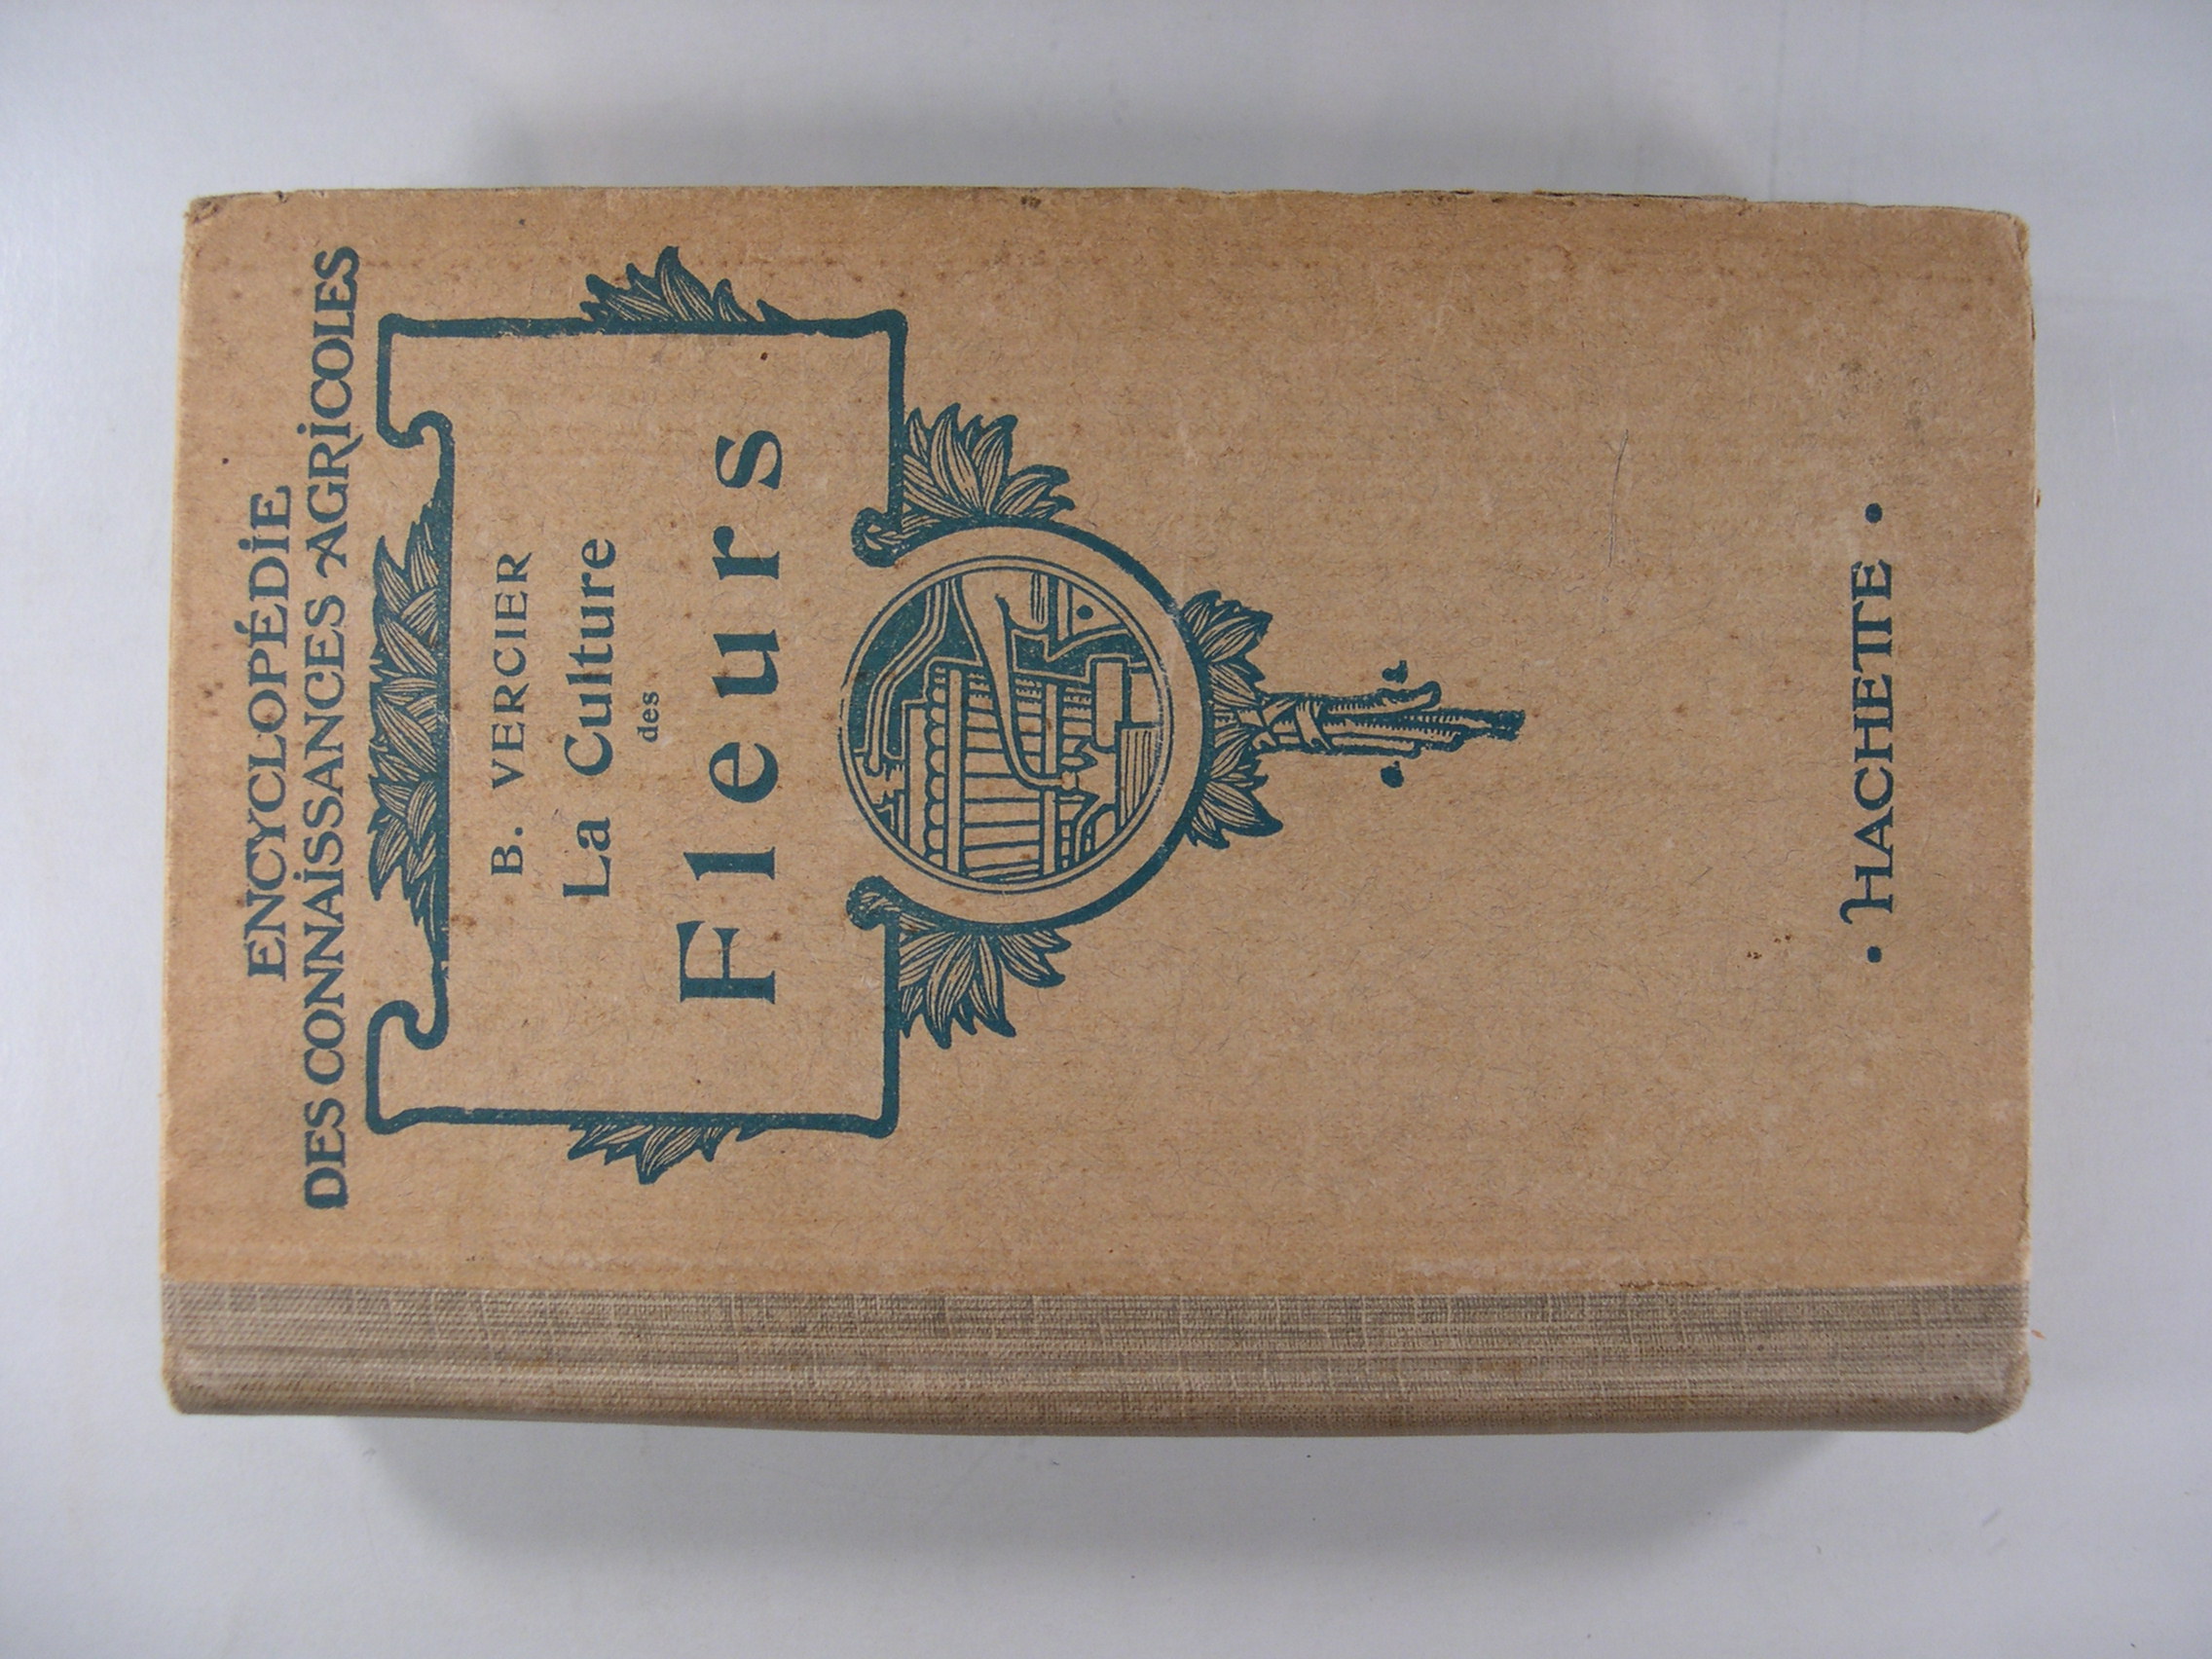 ENCYCLOPÉDIE
DES CONNAISSANCES AGRICOLES
B. VERCIER
La Culture
des
Fleurs
• HACHETTE •